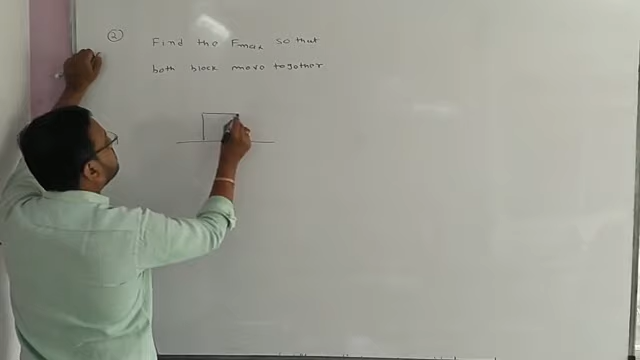 ②
Find the Fmax so that
both block move together